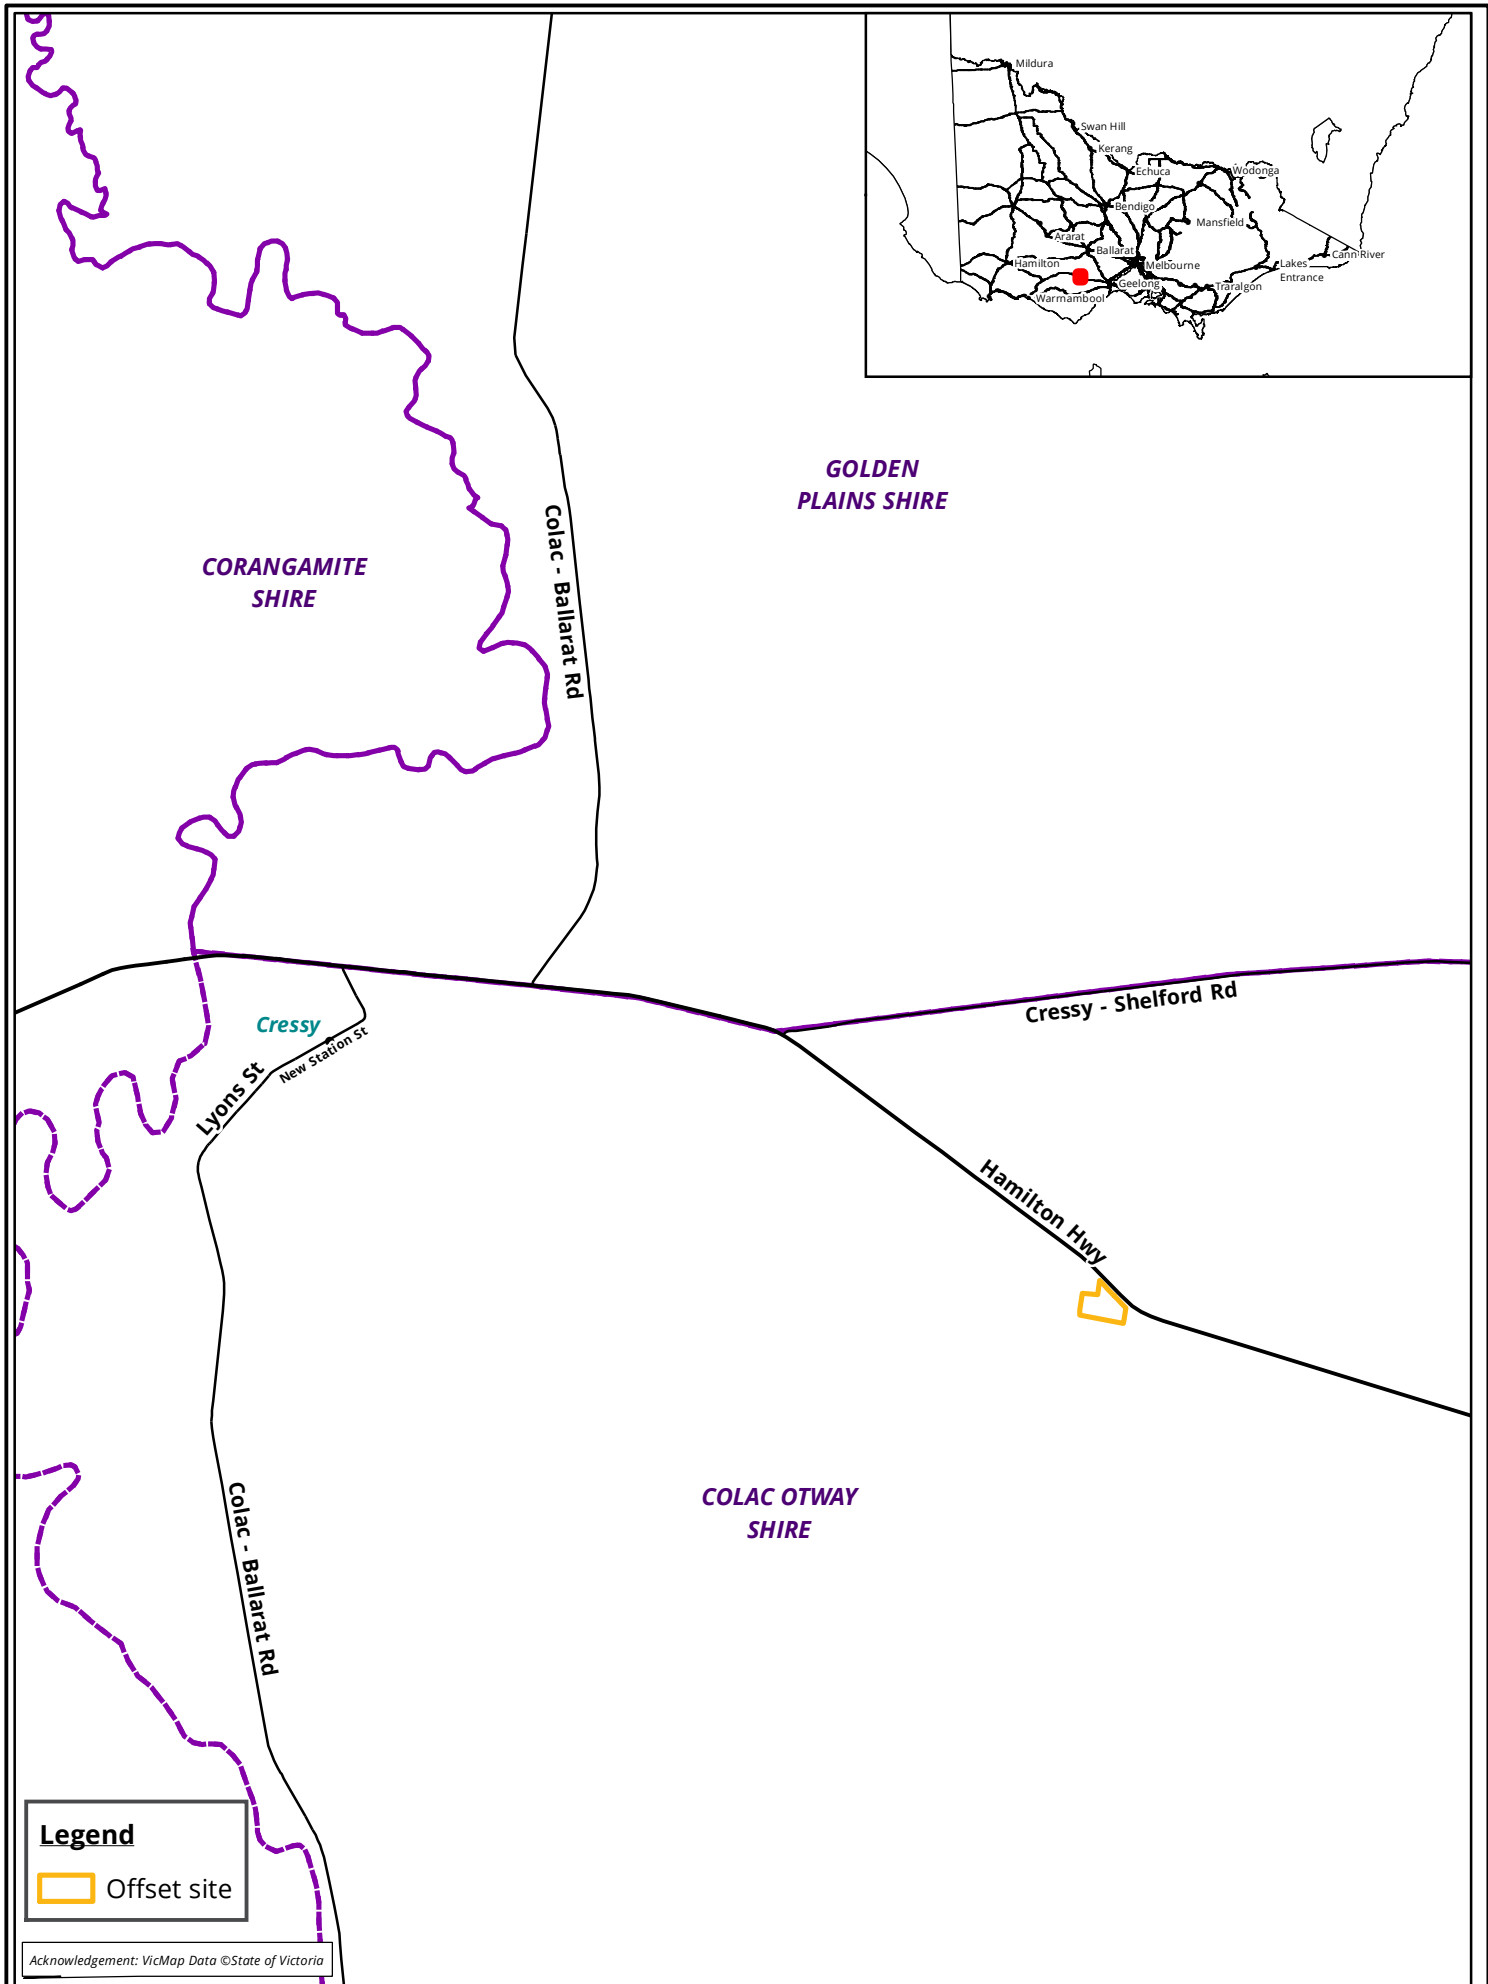 Mildura
Swan Hill
Kerang
Echuca
Wodonga
Bendigo
Mansfield
Ararat
Ballarat
Cann River
Hamilton
Melbourne
Lakes
Entrance
Geelong
Traralgon
Warrnambool
GOLDEN
PLAINS SHIRE
CORANGAMITE
SHIRE
Colac - Ballarat Rd
Cressy - Shelford Rd
Cressy
New Station St
Lyons St
Hamilton Hwy
COLAC OTWAY
SHIRE
Colac - Ballarat Rd
Legend
Offset site
Acknowledgement: VicMap Data ©State of Victoria